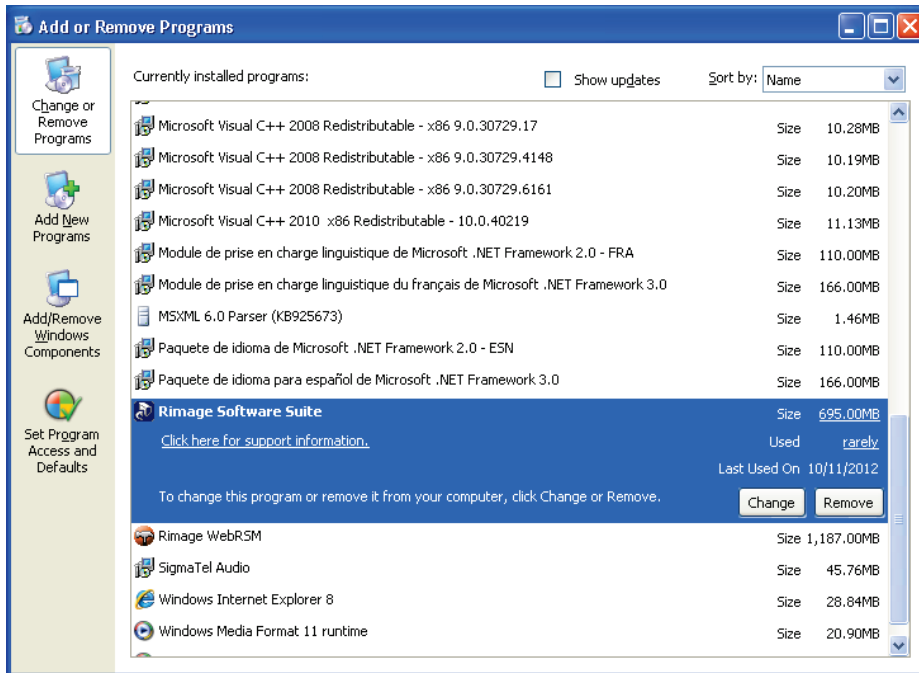 Add or Remove Programs
Change or
Remove
Programs
Add New
Programs
Add/Remove
Windows
Components
Set Program
Access and
Defaults
Currently installed programs:
Show updates
Sort by: Name
Microsoft Visual C++ 2008 Redistributable - x86 9.0.30729.17 Size 10.28MB
Microsoft Visual C++ 2008 Redistributable - x86 9.0.30729.4148 Size 10.19MB
Microsoft Visual C++ 2008 Redistributable - x86 9.0.30729.6161 Size 10.20MB
Microsoft Visual C++ 2010  x86 Redistributable - 10.0.40219 Size 11.13MB
Module de prise en charge linguistique de Microsoft .NET Framework 2.0 - FRA Size 110.00MB
Module de prise en charge linguistique du français de Microsoft .NET Framework 3.0 Size 166.00MB
MSXML 6.0 Parser (KB925673) Size 1.46MB
Paquete de idioma de Microsoft .NET Framework 2.0 - ESN Size 110.00MB
Paquete de idioma para español de Microsoft .NET Framework 3.0 Size 166.00MB
Rimage Software Suite Size 695.00MB
Click here for support information. Used rarely
Last Used On 10/11/2012
To change this program or remove it from your computer, click Change or Remove. Change Remove
Rimage WebRSM Size 1,187.00MB
SigmaTel Audio Size 45.76MB
Windows Internet Explorer 8 Size 28.84MB
Windows Media Format 11 runtime Size 20.90MB